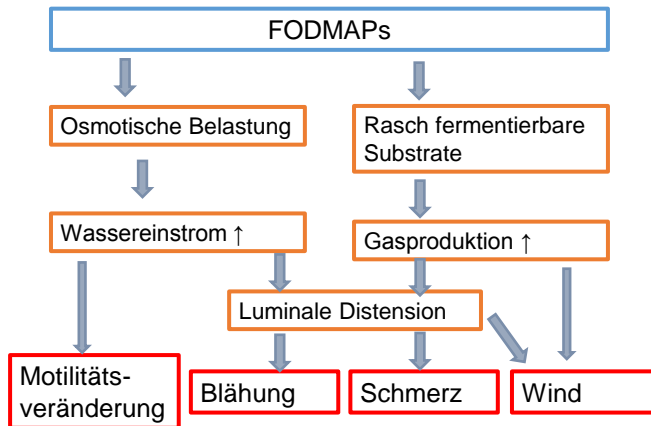 FODMAPs
Osmotische Belastung
Rasch fermentierbare
Substrate
Wassereinstrom ↑
Gasproduktion ↑
Luminale Distension
Motilitäts-
veränderung
Blähung
Schmerz
Wind